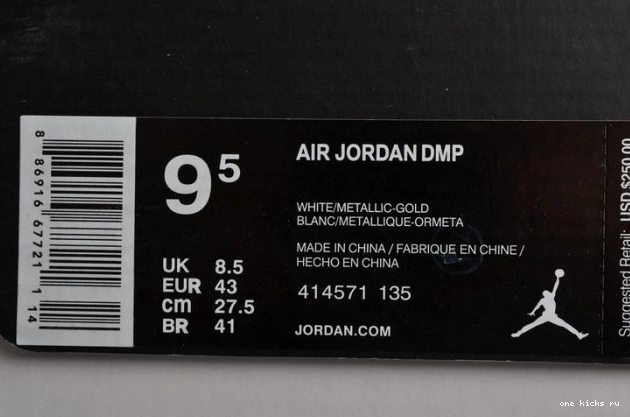 8 86916 67721 1 14
9 5
AIR JORDAN DMP
WHITE/METALLIC-GOLD
BLANC/METALLIQUE-ORMETA
MADE IN CHINA / FABRIQUE EN CHINE /
HECHO EN CHINA
UK 8.5
EUR 43
cm 27.5
BR 41
414571 135
JORDAN.COM
Suggested Retail: USD $250.00
one kicks ru